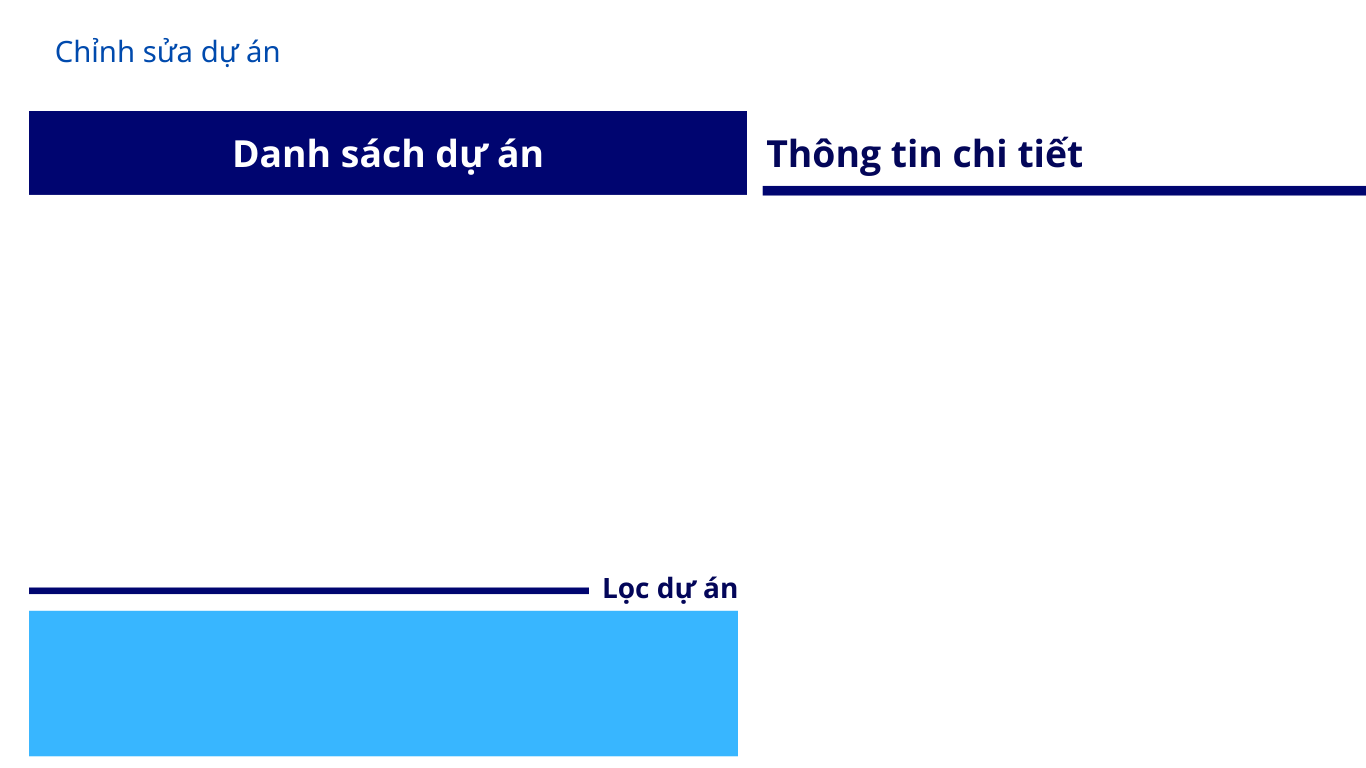 Chỉnh sửa dự án
Danh sách dự án
Thông tin chi tiết
Lọc dự án